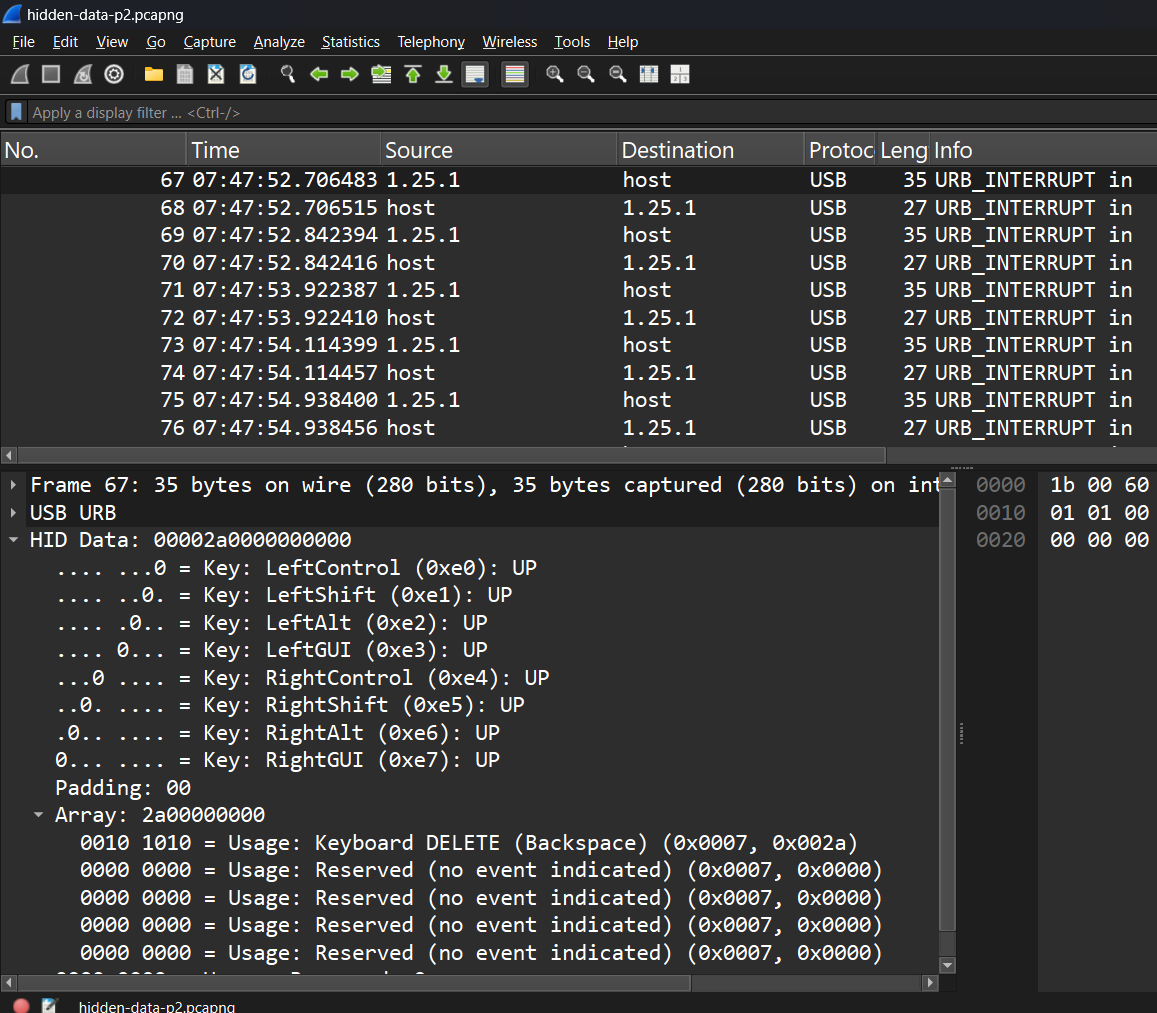 hidden-data-p2.pcapng
File Edit View Go Capture Analyze Statistics Telephony Wireless Tools Help
Apply a display filter ... <Ctrl-/>
No. Time Source Destination Protoc Leng Info
67 07:47:52.706483 1.25.1 host USB 35 URB_INTERRUPT in
68 07:47:52.706515 host 1.25.1 USB 27 URB_INTERRUPT in
69 07:47:52.842394 1.25.1 host USB 35 URB_INTERRUPT in
70 07:47:52.842416 host 1.25.1 USB 27 URB_INTERRUPT in
71 07:47:53.922387 1.25.1 host USB 35 URB_INTERRUPT in
72 07:47:53.922410 host 1.25.1 USB 27 URB_INTERRUPT in
73 07:47:54.114399 1.25.1 host USB 35 URB_INTERRUPT in
74 07:47:54.114457 host 1.25.1 USB 27 URB_INTERRUPT in
75 07:47:54.938400 1.25.1 host USB 35 URB_INTERRUPT in
76 07:47:54.938456 host 1.25.1 USB 27 URB_INTERRUPT in
Frame 67: 35 bytes on wire (280 bits), 35 bytes captured (280 bits) on int
USB URB
HID Data: 00002a0000000000
.... ...0 = Key: LeftControl (0xe0): UP
.... ..0. = Key: LeftShift (0xe1): UP
.... .0.. = Key: LeftAlt (0xe2): UP
.... 0... = Key: LeftGUI (0xe3): UP
...0 .... = Key: RightControl (0xe4): UP
..0. .... = Key: RightShift (0xe5): UP
.0.. .... = Key: RightAlt (0xe6): UP
0... .... = Key: RightGUI (0xe7): UP
Padding: 00
Array: 2a00000000
0010 1010 = Usage: Keyboard DELETE (Backspace) (0x0007, 0x002a)
0000 0000 = Usage: Reserved (no event indicated) (0x0007, 0x0000)
0000 0000 = Usage: Reserved (no event indicated) (0x0007, 0x0000)
0000 0000 = Usage: Reserved (no event indicated) (0x0007, 0x0000)
0000 0000 = Usage: Reserved (no event indicated) (0x0007, 0x0000)
0000 1b 00 60
0010 01 01 00
0020 00 00 00
hidden-data-p2.pcapng